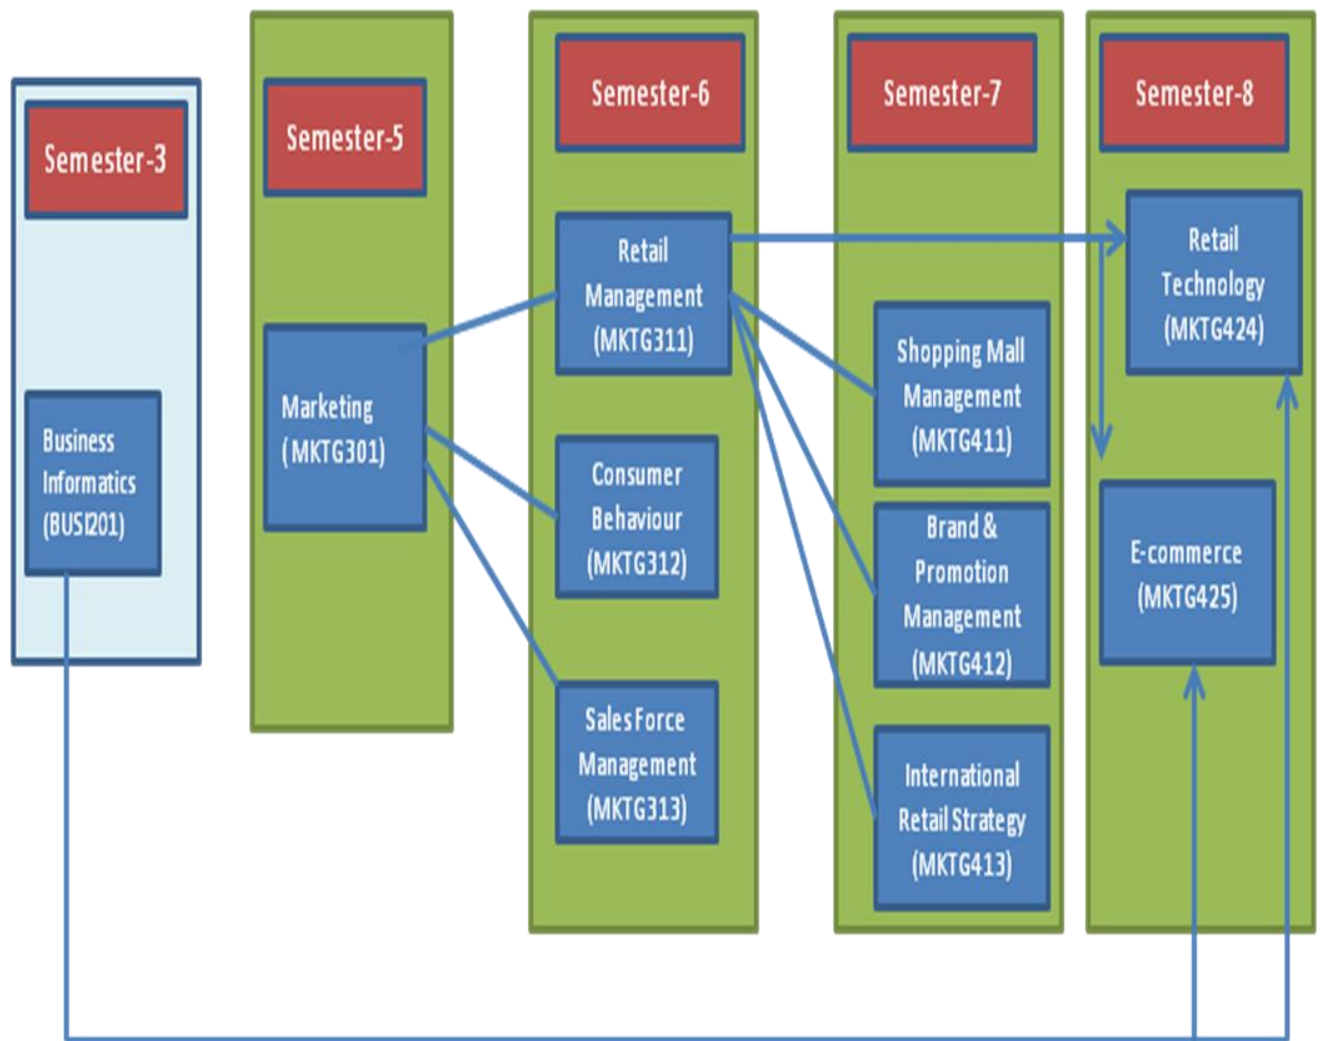 Semester-3
Business
Informatics
(BUSI201)
Semester-5
Marketing
( MKTG301)
Semester-6
Retail
Management
(MKTG311)
Consumer
Behaviour
(MKTG312)
Sales Force
Management
(MKTG313)
Semester-7
Shopping Mall
Management
(MKTG411)
Brand &
Promotion
Management
(MKTG412)
International
Retail Strategy
(MKTG413)
Semester-8
Retail
Technology
(MKTG424)
E-commerce
(MKTG425)